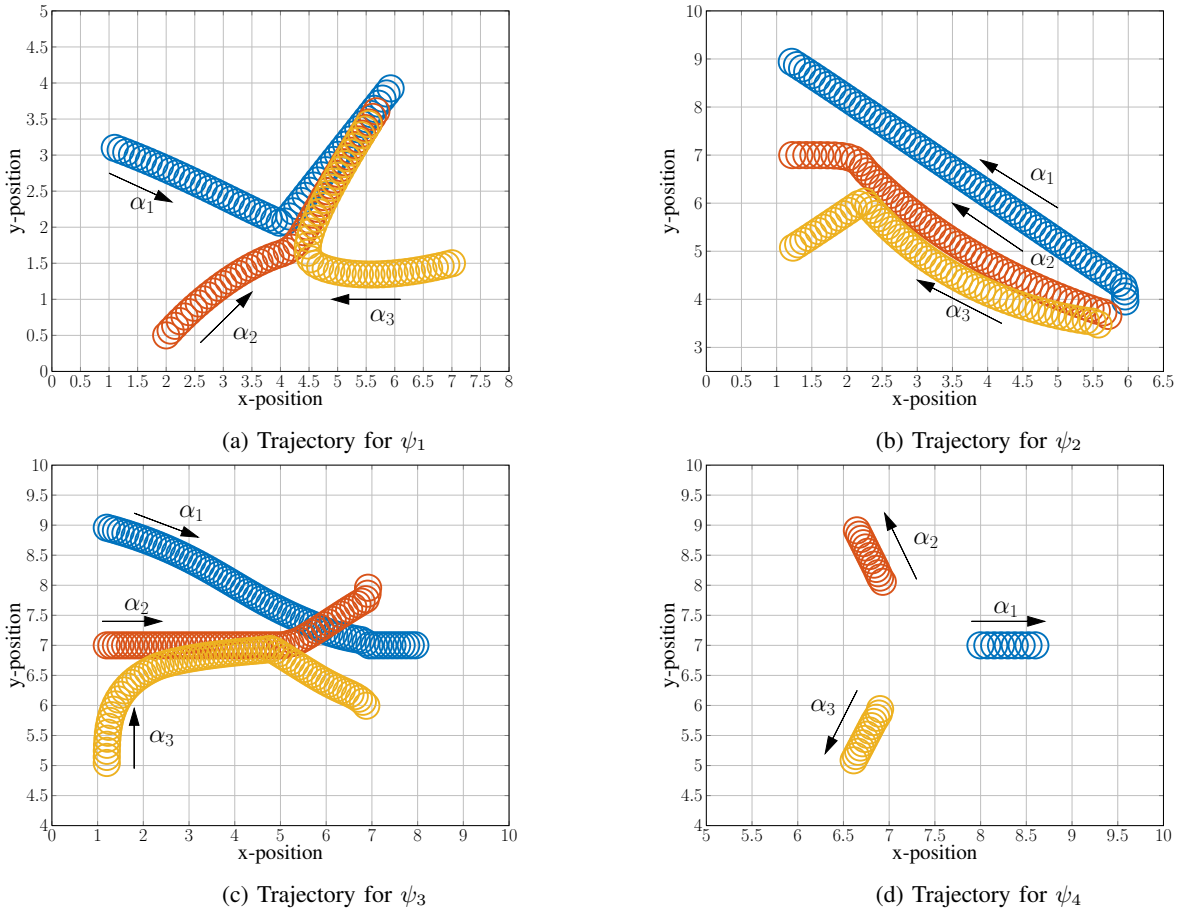 5
4.5
4
3.5
3
2.5
2
1.5
1
0.5
0
y-position
α1
α2
α3
0 0.5 1 1.5 2 2.5 3 3.5 4 4.5 5 5.5 6 6.5 7 7.5 8
x-position
(a) Trajectory for ψ1
10
9
8
7
6
5
4
3
y-position
α1
α2
α3
0 0.5 1 1.5 2 2.5 3 3.5 4 4.5 5 5.5 6 6.5
x-position
(b) Trajectory for ψ2
10
9.5
9
8.5
8
7.5
7
6.5
6
5.5
5
4.5
4
y-position
α1
α2
α3
0 1 2 3 4 5 6 7 8 9 10
x-position
(c) Trajectory for ψ3
10
9.5
9
8.5
8
7.5
7
6.5
6
5.5
5
4.5
4
y-position
α2
α1
α3
5 5.5 6 6.5 7 7.5 8 8.5 9 9.5 10
x-position
(d) Trajectory for ψ4